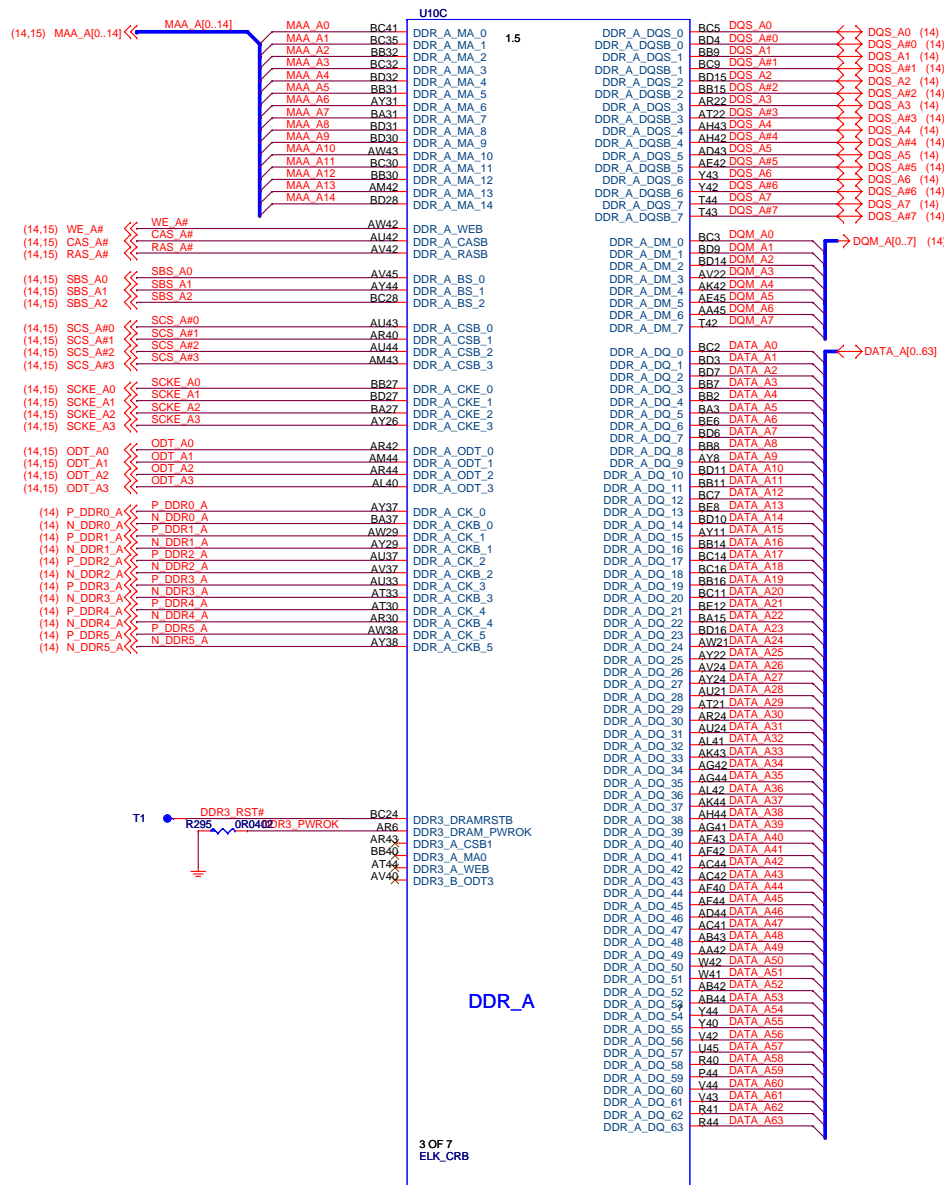 U10C
1.5
(14,15) MAA_A[0..14]
MAA_A0 BC41 DDR_A_MA_0
MAA_A1 BC35 DDR_A_MA_1
MAA_A2 BB32 DDR_A_MA_2
MAA_A3 BC32 DDR_A_MA_3
MAA_A4 BD32 DDR_A_MA_4
MAA_A5 BB31 DDR_A_MA_5
MAA_A6 AY31 DDR_A_MA_6
MAA_A7 BA31 DDR_A_MA_7
MAA_A8 BD31 DDR_A_MA_8
MAA_A9 BD30 DDR_A_MA_9
MAA_A10 AW43 DDR_A_MA_10
MAA_A11 BC30 DDR_A_MA_11
MAA_A12 BB30 DDR_A_MA_12
MAA_A13 AM42 DDR_A_MA_13
MAA_A14 BD28 DDR_A_MA_14
(14,15) WE_A# WE_A# AW42 DDR_A_WEB
(14,15) CAS_A# CAS_A# AU42 DDR_A_CASB
(14,15) RAS_A# RAS_A# AV42 DDR_A_RASB
(14,15) SBS_A0 SBS_A0 AV45 DDR_A_BS_0
(14,15) SBS_A1 SBS_A1 AY44 DDR_A_BS_1
(14,15) SBS_A2 SBS_A2 BC28 DDR_A_BS_2
(14,15) SCS_A#0 SCS_A#0 AU43 DDR_A_CSB_0
(14,15) SCS_A#1 SCS_A#1 AR40 DDR_A_CSB_1
(14,15) SCS_A#2 SCS_A#2 AU44 DDR_A_CSB_2
(14,15) SCS_A#3 SCS_A#3 AM43 DDR_A_CSB_3
(14,15) SCKE_A0 SCKE_A0 BB27 DDR_A_CKE_0
(14,15) SCKE_A1 SCKE_A1 BD27 DDR_A_CKE_1
(14,15) SCKE_A2 SCKE_A2 BA27 DDR_A_CKE_2
(14,15) SCKE_A3 SCKE_A3 AY26 DDR_A_CKE_3
(14,15) ODT_A0 ODT_A0 AR42 DDR_A_ODT_0
(14,15) ODT_A1 ODT_A1 AM44 DDR_A_ODT_1
(14,15) ODT_A2 ODT_A2 AR44 DDR_A_ODT_2
(14,15) ODT_A3 ODT_A3 AL40 DDR_A_ODT_3
(14) P_DDR0_A P_DDR0_A AY37 DDR_A_CK_0
(14) N_DDR0_A N_DDR0_A BA37 DDR_A_CKB_0
(14) P_DDR1_A P_DDR1_A AW29 DDR_A_CK_1
(14) N_DDR1_A N_DDR1_A AY29 DDR_A_CKB_1
(14) P_DDR2_A P_DDR2_A AU37 DDR_A_CK_2
(14) N_DDR2_A N_DDR2_A AV37 DDR_A_CKB_2
(14) P_DDR3_A P_DDR3_A AU33 DDR_A_CK_3
(14) N_DDR3_A N_DDR3_A AT33 DDR_A_CKB_3
(14) P_DDR4_A P_DDR4_A AT30 DDR_A_CK_4
(14) N_DDR4_A N_DDR4_A AR30 DDR_A_CKB_4
(14) P_DDR5_A P_DDR5_A AW38 DDR_A_CK_5
(14) N_DDR5_A N_DDR5_A AY38 DDR_A_CKB_5
T1 DDR3_RST# BC24 DDR3_DRAMRSTB
R295 0R0402 DDR3_PWROK AR6 DDR3_DRAM_PWROK
AR43 DDR3_A_CSB1
BB40 DDR3_A_MA0
AT44 DDR3_A_WEB
AV40 DDR3_B_ODT3
DDR_A_DQS_0 BC5 DQS_A0 DQS_A0 (14)
DDR_A_DQSB_0 BD4 DQS_A#0 DQS_A#0 (14)
DDR_A_DQS_1 BB9 DQS_A1 DQS_A1 (14)
DDR_A_DQSB_1 BC9 DQS_A#1 DQS_A#1 (14)
DDR_A_DQS_2 BD15 DQS_A2 DQS_A2 (14)
DDR_A_DQSB_2 BB15 DQS_A#2 DQS_A#2 (14)
DDR_A_DQS_3 AR22 DQS_A3 DQS_A3 (14)
DDR_A_DQSB_3 AT22 DQS_A#3 DQS_A#3 (14)
DDR_A_DQS_4 AH43 DQS_A4 DQS_A4 (14)
DDR_A_DQSB_4 AH42 DQS_A#4 DQS_A#4 (14)
DDR_A_DQS_5 AD43 DQS_A5 DQS_A5 (14)
DDR_A_DQSB_5 AE42 DQS_A#5 DQS_A#5 (14)
DDR_A_DQS_6 Y43 DQS_A6 DQS_A6 (14)
DDR_A_DQSB_6 Y42 DQS_A#6 DQS_A#6 (14)
DDR_A_DQS_7 T44 DQS_A7 DQS_A7 (14)
DDR_A_DQSB_7 T43 DQS_A#7 DQS_A#7 (14)
DDR_A_DM_0 BC3 DQM_A0 DQM_A[0..7] (14)
DDR_A_DM_1 BD9 DQM_A1
DDR_A_DM_2 BD14 DQM_A2
DDR_A_DM_3 AV22 DQM_A3
DDR_A_DM_4 AK42 DQM_A4
DDR_A_DM_5 AE45 DQM_A5
DDR_A_DM_6 AA45 DQM_A6
DDR_A_DM_7 T42 DQM_A7
DDR_A_DQ_0 BC2 DATA_A0 DATA_A[0..63]
DDR_A_DQ_1 BD3 DATA_A1
DDR_A_DQ_2 BD7 DATA_A2
DDR_A_DQ_3 BB7 DATA_A3
DDR_A_DQ_4 BB2 DATA_A4
DDR_A_DQ_5 BA3 DATA_A5
DDR_A_DQ_6 BE6 DATA_A6
DDR_A_DQ_7 BD6 DATA_A7
DDR_A_DQ_8 BB8 DATA_A8
DDR_A_DQ_9 AY8 DATA_A9
DDR_A_DQ_10 BD11 DATA_A10
DDR_A_DQ_11 BB11 DATA_A11
DDR_A_DQ_12 BC7 DATA_A12
DDR_A_DQ_13 BE8 DATA_A13
DDR_A_DQ_14 BD10 DATA_A14
DDR_A_DQ_15 AY11 DATA_A15
DDR_A_DQ_16 BB14 DATA_A16
DDR_A_DQ_17 BC14 DATA_A17
DDR_A_DQ_18 BC16 DATA_A18
DDR_A_DQ_19 BB16 DATA_A19
DDR_A_DQ_20 BC11 DATA_A20
DDR_A_DQ_21 BE12 DATA_A21
DDR_A_DQ_22 BA15 DATA_A22
DDR_A_DQ_23 BD16 DATA_A23
DDR_A_DQ_24 AW21 DATA_A24
DDR_A_DQ_25 AY22 DATA_A25
DDR_A_DQ_26 AV24 DATA_A26
DDR_A_DQ_27 AY24 DATA_A27
DDR_A_DQ_28 AU21 DATA_A28
DDR_A_DQ_29 AT21 DATA_A29
DDR_A_DQ_30 AR24 DATA_A30
DDR_A_DQ_31 AU24 DATA_A31
DDR_A_DQ_32 AL41 DATA_A32
DDR_A_DQ_33 AK43 DATA_A33
DDR_A_DQ_34 AG42 DATA_A34
DDR_A_DQ_35 AG44 DATA_A35
DDR_A_DQ_36 AL42 DATA_A36
DDR_A_DQ_37 AK44 DATA_A37
DDR_A_DQ_38 AH44 DATA_A38
DDR_A_DQ_39 AG41 DATA_A39
DDR_A_DQ_40 AF43 DATA_A40
DDR_A_DQ_41 AF42 DATA_A41
DDR_A_DQ_42 AC44 DATA_A42
DDR_A_DQ_43 AC42 DATA_A43
DDR_A_DQ_44 AF40 DATA_A44
DDR_A_DQ_45 AF44 DATA_A45
DDR_A_DQ_46 AD44 DATA_A46
DDR_A_DQ_47 AC41 DATA_A47
DDR_A_DQ_48 AB43 DATA_A48
DDR_A_DQ_49 AA42 DATA_A49
DDR_A_DQ_50 W42 DATA_A50
DDR_A_DQ_51 W41 DATA_A51
DDR_A_DQ_52 AB42 DATA_A52
DDR_A_DQ_53 AB44 DATA_A53
DDR_A_DQ_54 Y44 DATA_A54
DDR_A_DQ_55 Y40 DATA_A55
DDR_A_DQ_56 V42 DATA_A56
DDR_A_DQ_57 U45 DATA_A57
DDR_A_DQ_58 R40 DATA_A58
DDR_A_DQ_59 P44 DATA_A59
DDR_A_DQ_60 V44 DATA_A60
DDR_A_DQ_61 V43 DATA_A61
DDR_A_DQ_62 R41 DATA_A62
DDR_A_DQ_63 R44 DATA_A63
DDR_A
3 OF 7
ELK_CRB